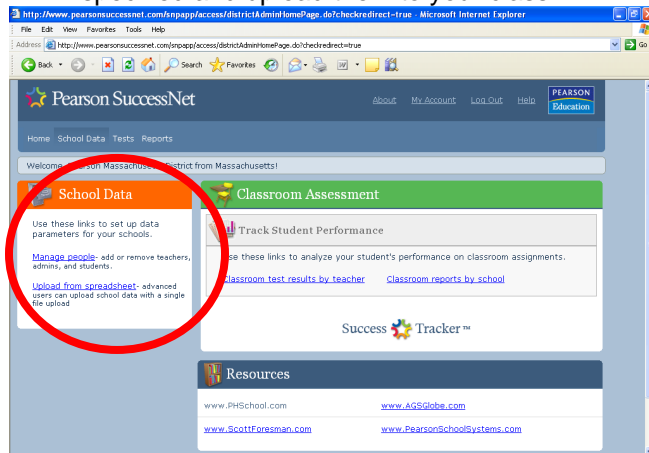 http://www.pearsonsuccessnet.com/snpapp/access/districtAdminHomePage.do?checkredirect=true - Microsoft Internet Explorer
File Edit View Favorites Tools Help
Address http://www.pearsonsuccessnet.com/snpapp/access/districtAdminHomePage.do?checkredirect=true Go
Back Search Favorites
Pearson SuccessNet
About My Account Log Out Help
PEARSON
Education
Home School Data Tests Reports
Welcome, Massachusetts District from Massachusetts!
School Data
Use these links to set up data
parameters for your schools.
Manage people- add or remove teachers,
admins, and students.
Upload from spreadsheet- advanced
users can upload school data with a single
file upload
Classroom Assessment
Track Student Performance
se these links to analyze your student's performance on classroom assignments.
Classroom test results by teacher Classroom reports by school
Success Tracker ™
Resources
www.PHSchool.com www.AGSGlobe.com
www.ScottForesman.com www.PearsonSchoolSystems.com